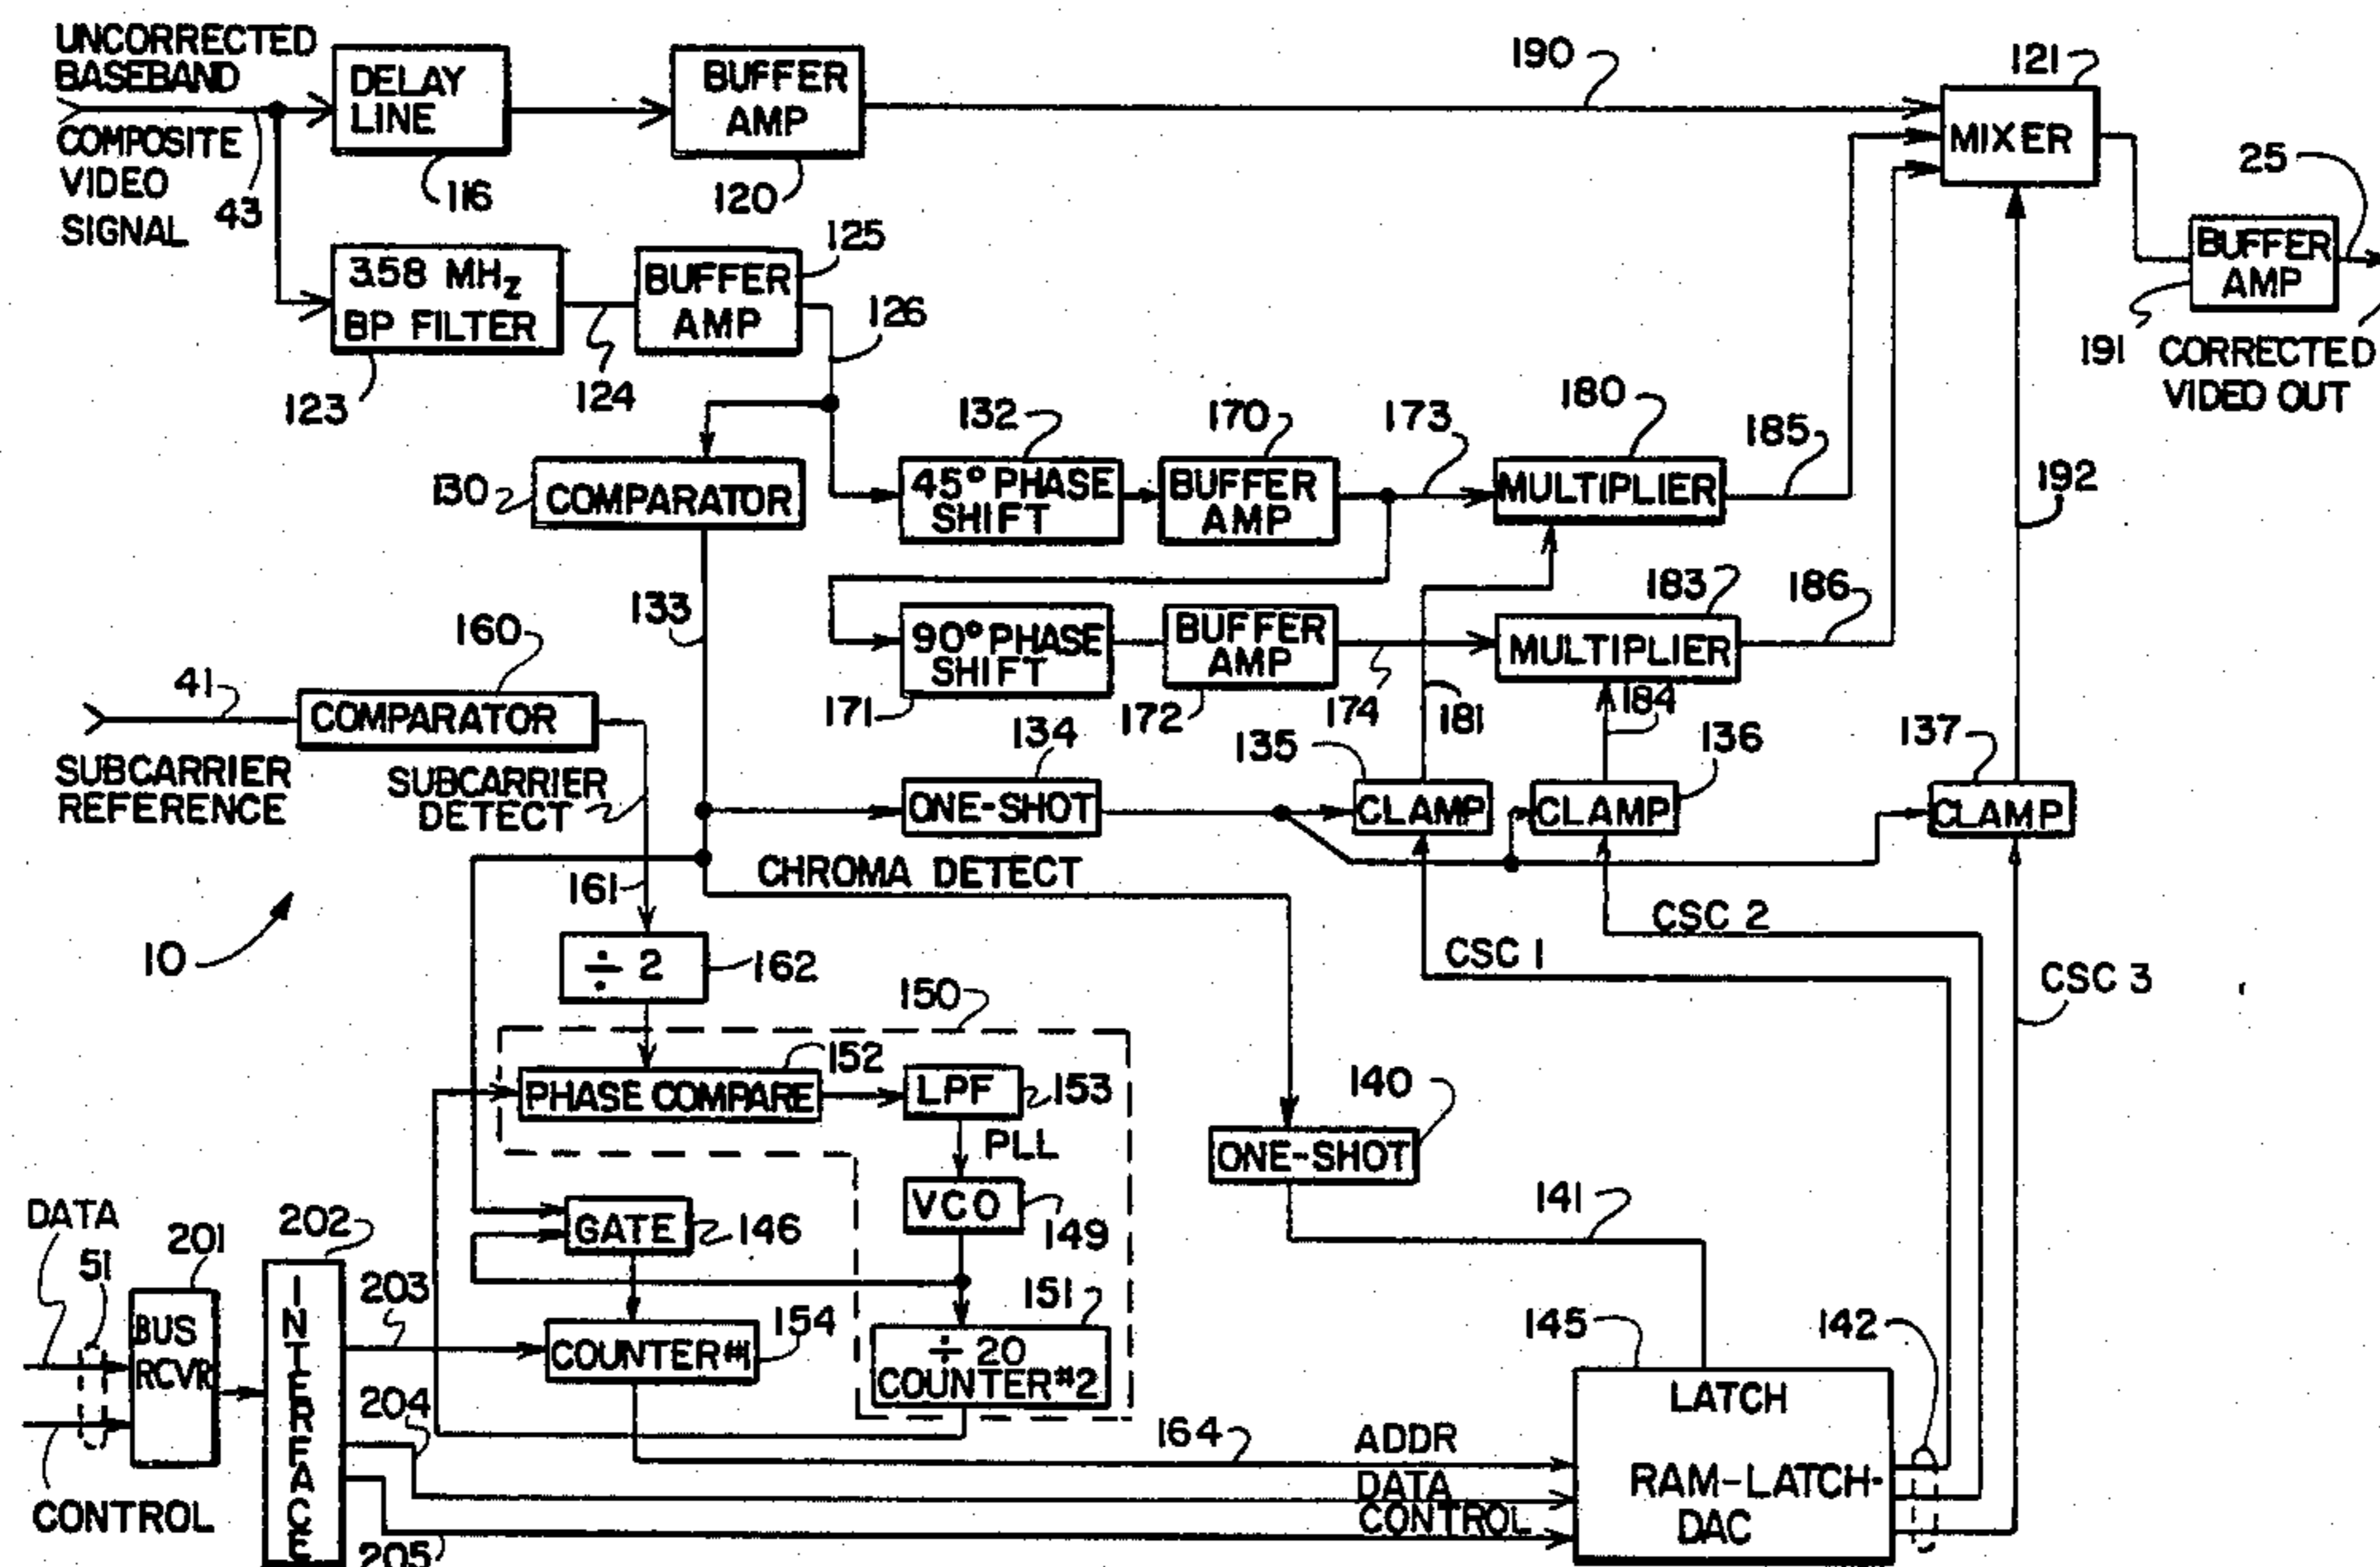 UNCORRECTED
BASEBAND
COMPOSITE
VIDEO
SIGNAL
43
DELAY
LINE
116
BUFFER
AMP
120
190
121
MIXER
25
BUFFER
AMP
191
CORRECTED
VIDEO OUT
3.58 MHz
BP FILTER
123
124
BUFFER
AMP
125
126
130
COMPARATOR
132
45° PHASE
SHIFT
170
BUFFER
AMP
173
180
MULTIPLIER
185
192
133
90° PHASE
SHIFT
171
BUFFER
AMP
172
174
181
183
MULTIPLIER
186
184
160
41
COMPARATOR
SUBCARRIER
REFERENCE
SUBCARRIER
DETECT
134
ONE-SHOT
135
CLAMP
136
CLAMP
137
CLAMP
CHROMA DETECT
161
10
÷ 2
162
CSC 1
CSC 2
CSC 3
150
152
PHASE COMPARE
LPF
153
PLL
VCO
149
140
ONE-SHOT
141
DATA
51
201
BUS
RCVR
CONTROL
202
INTERFACE
203
204
205
GATE
146
COUNTER #1
154
151
÷ 20
COUNTER #2
164
ADDR
DATA
CONTROL
145
142
LATCH
RAM-LATCH-
DAC